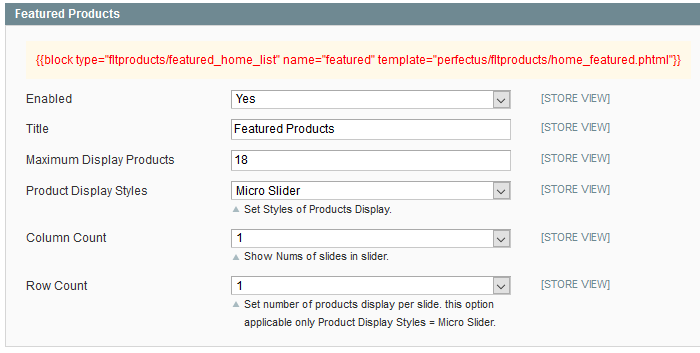 Featured Products
{{block type="fltproducts/featured_home_list" name="featured" template="perfectus/fltproducts/home_featured.phtml"}}
Enabled Yes [STORE VIEW]
Title Featured Products [STORE VIEW]
Maximum Display Products 18 [STORE VIEW]
Product Display Styles Micro Slider [STORE VIEW]
Set Styles of Products Display.
Column Count 1 [STORE VIEW]
Show Nums of slides in slider.
Row Count 1 [STORE VIEW]
Set number of products display per slide. this option
applicable only Product Display Styles = Micro Slider.